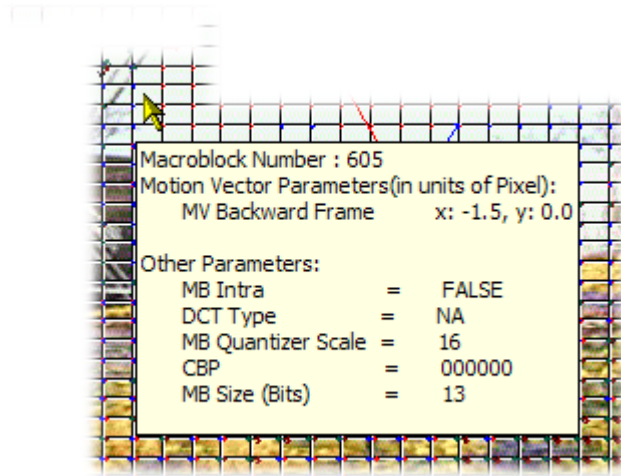 Macroblock Number : 605
Motion Vector Parameters(in units of Pixel):
MV Backward Frame x: -1.5, y: 0.0
Other Parameters:
MB Intra = FALSE
DCT Type = NA
MB Quantizer Scale = 16
CBP = 000000
MB Size (Bits) = 13